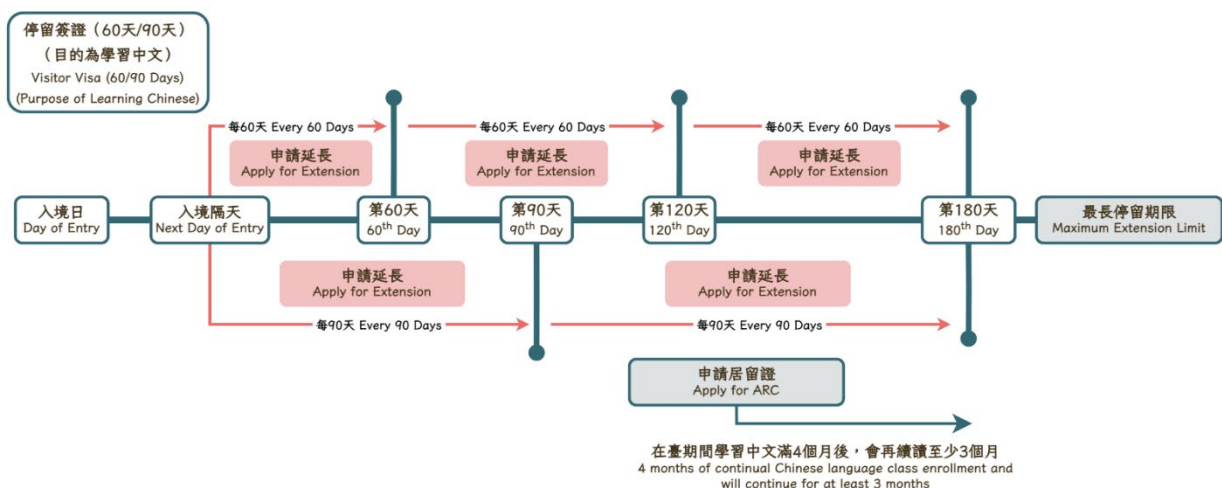 停留簽證（60天/90天）
（目的為學習中文）
Visitor Visa (60/90 Days)
(Purpose of Learning Chinese)
每60天 Every 60 Days
每60天 Every 60 Days
每60天 Every 60 Days
申請延長
Apply for Extension
申請延長
Apply for Extension
申請延長
Apply for Extension
入境日
Day of Entry
入境隔天
Next Day of Entry
第60天
60th Day
第90天
90th Day
第120天
120th Day
第180天
180th Day
最長停留期限
Maximum Extension Limit
申請延長
Apply for Extension
申請延長
Apply for Extension
每90天 Every 90 Days
每90天 Every 90 Days
申請居留證
Apply for ARC
在臺期間學習中文滿4個月後，會再續讀至少3個月
4 months of continual Chinese language class enrollment and
will continue for at least 3 months